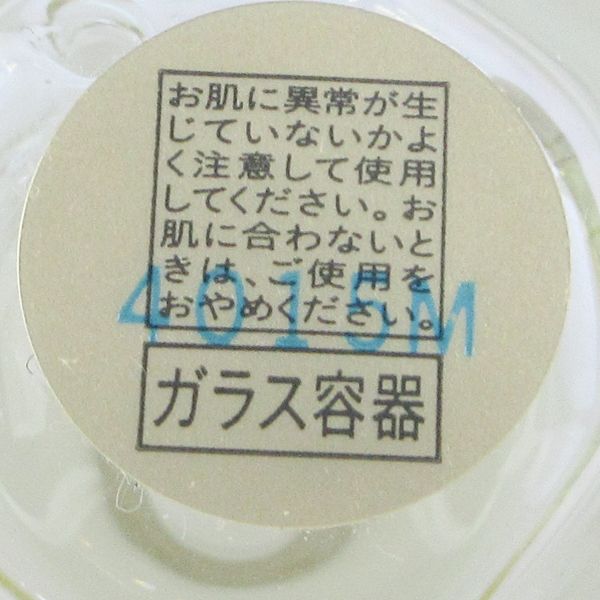 お肌に異常が生
じていないかよ
く注意して使用
してください。お
肌に合わないと
きは、ご使用を
おやめください。
4015M
ガラス容器